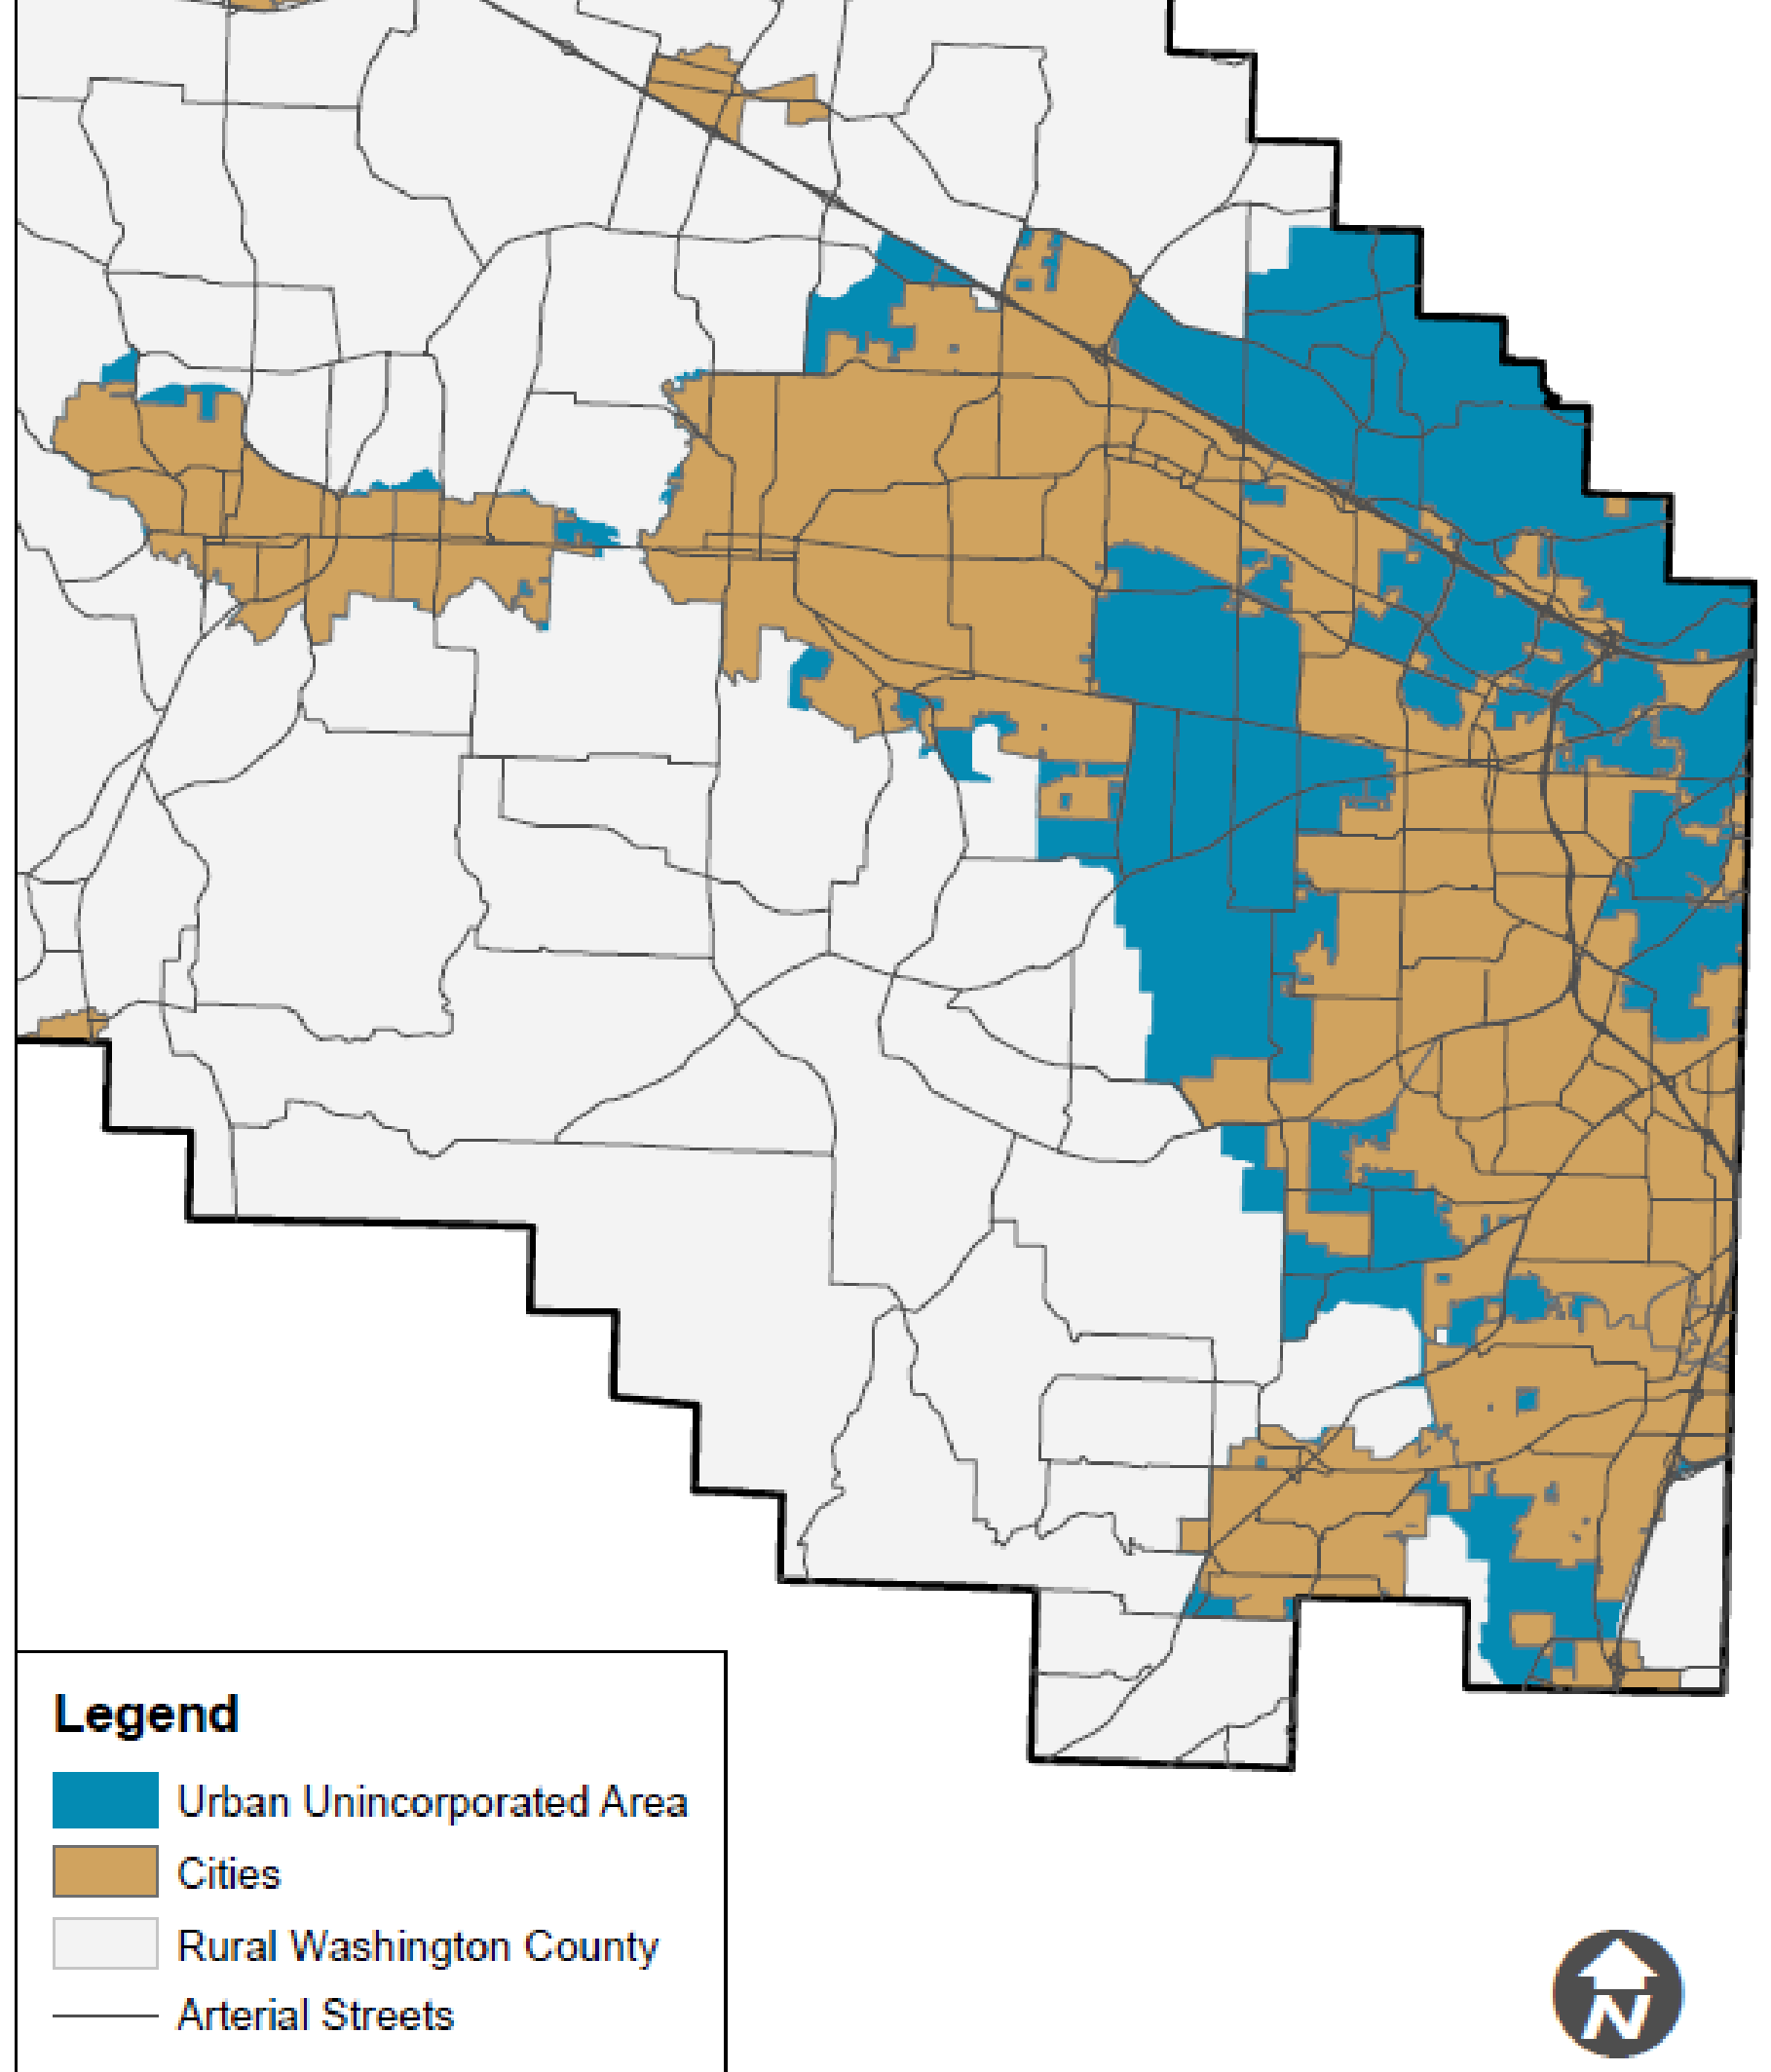 Legend
Urban Unincorporated Area
Cities
Rural Washington County
Arterial Streets
N